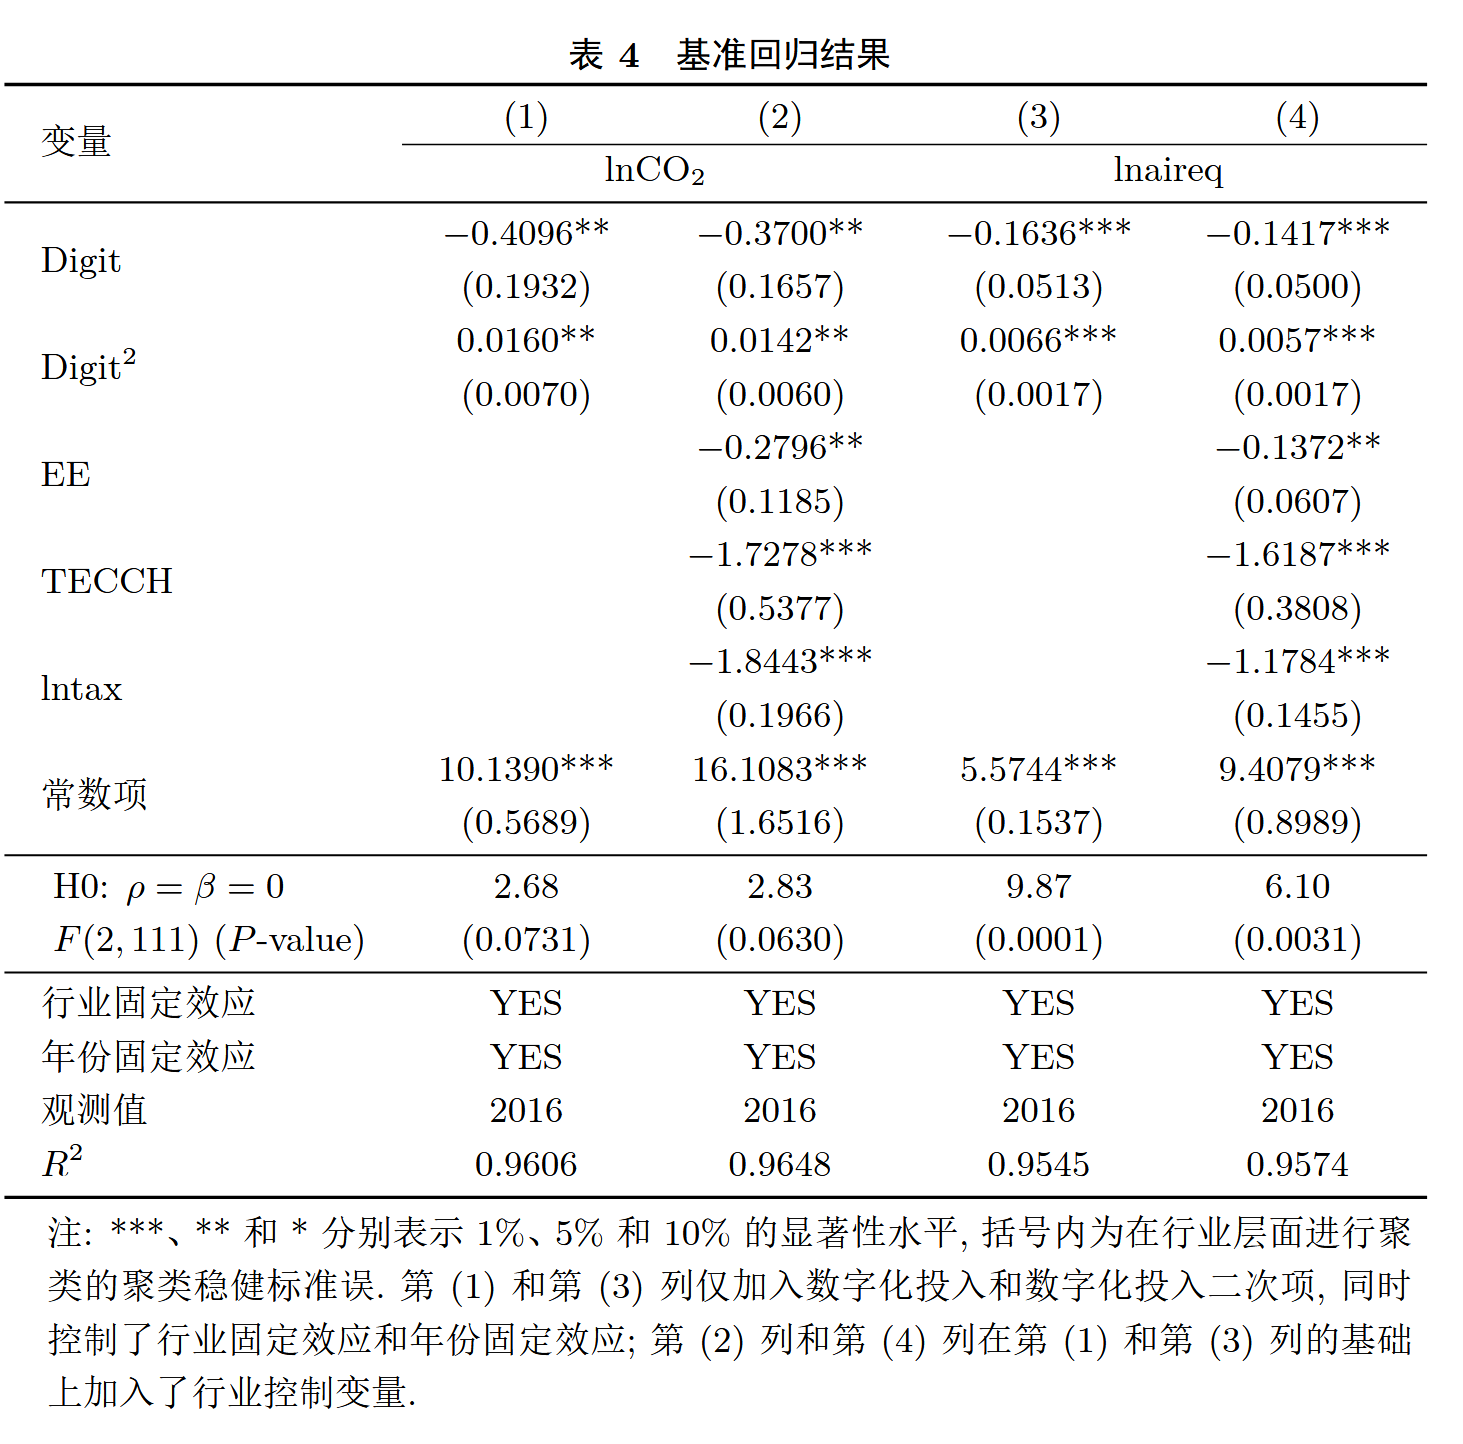 表 4 基准回归结果
变量 (1) (2) (3) (4)
lnCO₂ lnaireq
Digit −0.4096** −0.3700** −0.1636*** −0.1417***
(0.1932) (0.1657) (0.0513) (0.0500)
Digit² 0.0160** 0.0142** 0.0066*** 0.0057***
(0.0070) (0.0060) (0.0017) (0.0017)
EE −0.2796** −0.1372**
(0.1185) (0.0607)
TECCH −1.7278*** −1.6187***
(0.5377) (0.3808)
lntax −1.8443*** −1.1784***
(0.1966) (0.1455)
常数项 10.1390*** 16.1083*** 5.5744*** 9.4079***
(0.5689) (1.6516) (0.1537) (0.8989)
H0: ρ = β = 0 2.68 2.83 9.87 6.10
F(2, 111) (P-value) (0.0731) (0.0630) (0.0001) (0.0031)
行业固定效应 YES YES YES YES
年份固定效应 YES YES YES YES
观测值 2016 2016 2016 2016
R² 0.9606 0.9648 0.9545 0.9574
注: ***、** 和 * 分别表示 1%、5% 和 10% 的显著性水平, 括号内为在行业层面进行聚
类的聚类稳健标准误. 第 (1) 和第 (3) 列仅加入数字化投入和数字化投入二次项, 同时
控制了行业固定效应和年份固定效应; 第 (2) 列和第 (4) 列在第 (1) 和第 (3) 列的基础
上加入了行业控制变量.